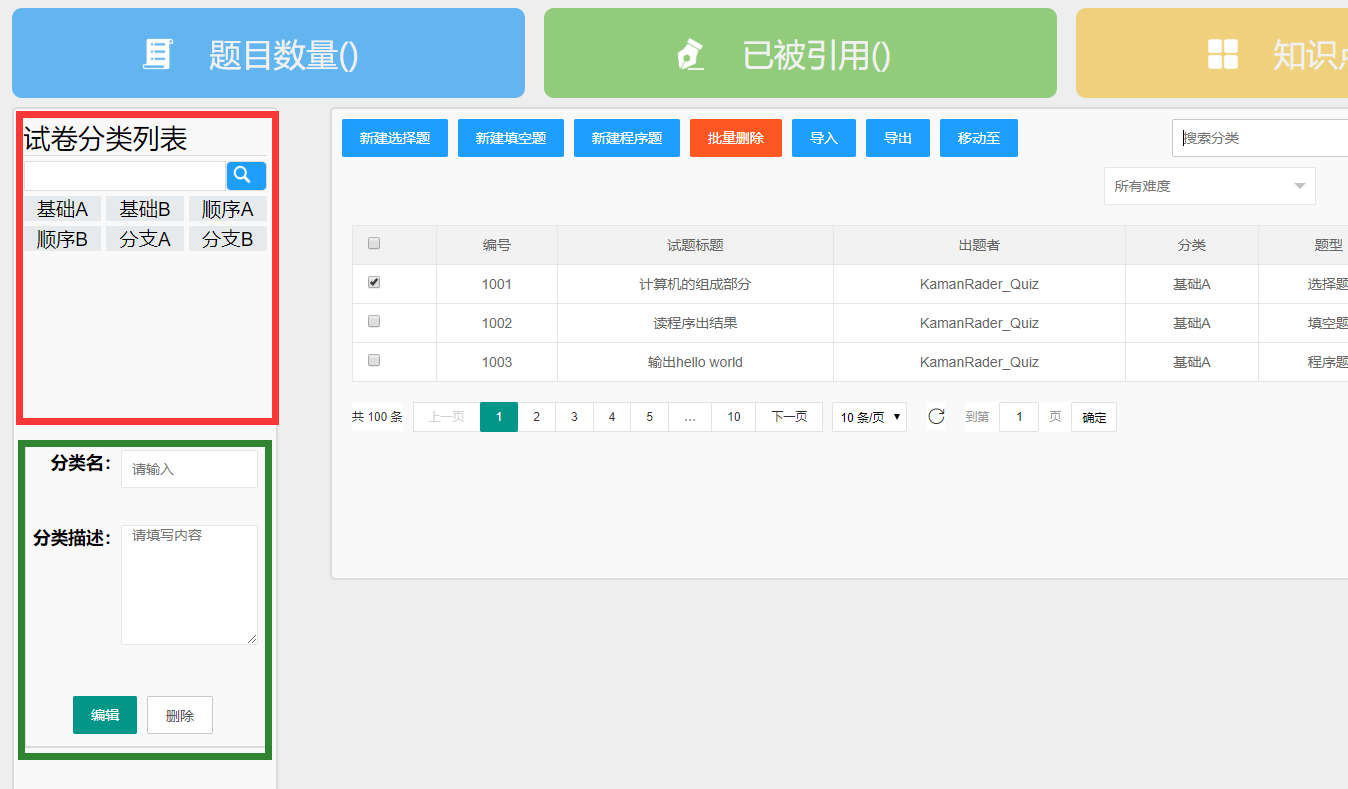 题目数量()
已被引用()
知识点
试卷分类列表
基础A 基础B 顺序A
顺序B 分支A 分支B
分类名：
请输入
分类描述：
请填写内容
编辑 删除
新建选择题 新建填空题 新建程序题 批量删除 导入 导出 移动至
搜索分类
所有难度
编号 试题标题 出题者 分类 题型
1001 计算机的组成部分 KamanRader_Quiz 基础A 选择题
1002 读程序出结果 KamanRader_Quiz 基础A 填空题
1003 输出hello world KamanRader_Quiz 基础A 程序题
共 100 条 上一页 1 2 3 4 5 ... 10 下一页 10 条/页 到第 1 页 确定